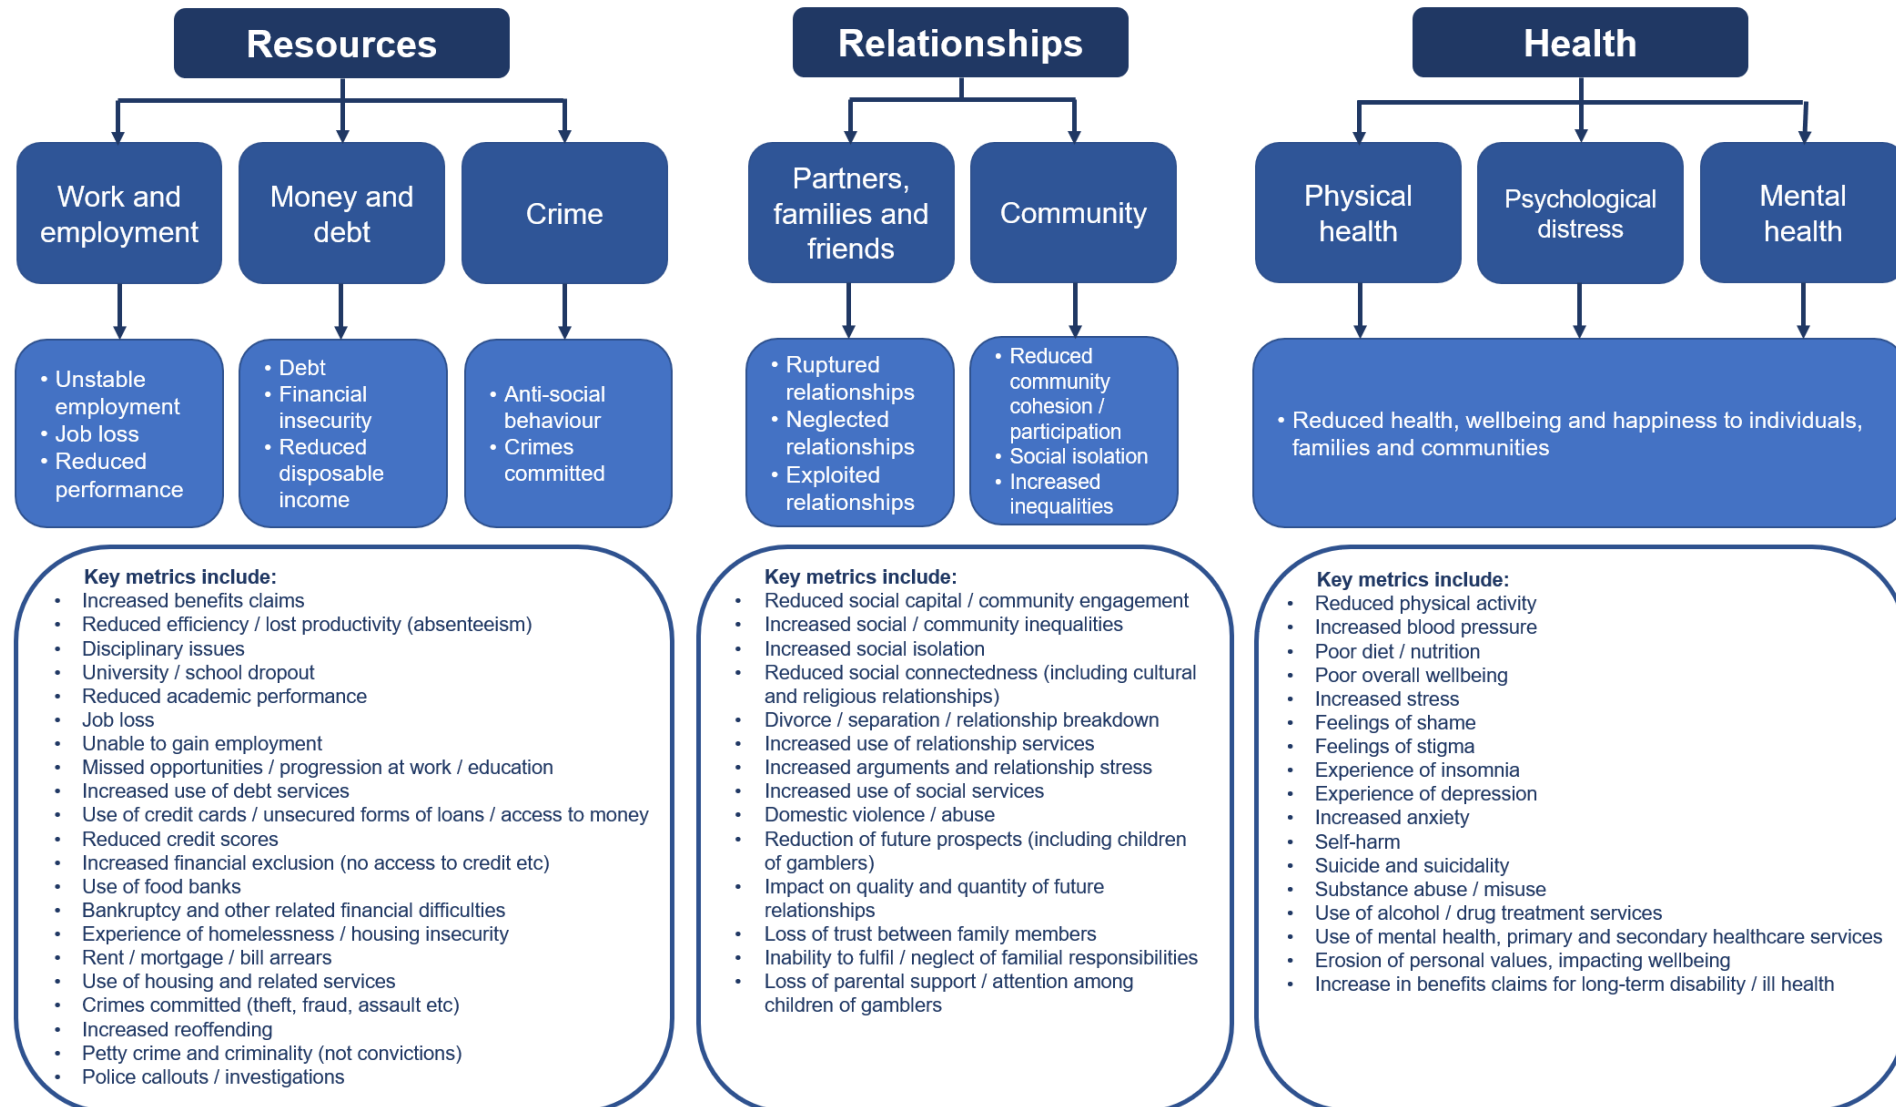 Resources
Relationships
Health
Work and
employment
Money and
debt
Crime
Partners,
families and
friends
Community
Physical
health
Psychological
distress
Mental
health
• Unstable
employment
• Job loss
• Reduced
performance
• Debt
• Financial
insecurity
• Reduced
disposable
income
• Anti-social
behaviour
• Crimes
committed
• Ruptured
relationships
• Neglected
relationships
• Exploited
relationships
• Reduced
community
cohesion /
participation
• Social isolation
• Increased
inequalities
• Reduced health, wellbeing and happiness to individuals,
families and communities
Key metrics include:
• Increased benefits claims
• Reduced efficiency / lost productivity (absenteeism)
• Disciplinary issues
• University / school dropout
• Reduced academic performance
• Job loss
• Unable to gain employment
• Missed opportunities / progression at work / education
• Increased use of debt services
• Use of credit cards / unsecured forms of loans / access to money
• Reduced credit scores
• Increased financial exclusion (no access to credit etc)
• Use of food banks
• Bankruptcy and other related financial difficulties
• Experience of homelessness / housing insecurity
• Rent / mortgage / bill arrears
• Use of housing and related services
• Crimes committed (theft, fraud, assault etc)
• Increased reoffending
• Petty crime and criminality (not convictions)
• Police callouts / investigations
Key metrics include:
• Reduced social capital / community engagement
• Increased social / community inequalities
• Increased social isolation
• Reduced social connectedness (including cultural
and religious relationships)
• Divorce / separation / relationship breakdown
• Increased use of relationship services
• Increased arguments and relationship stress
• Increased use of social services
• Domestic violence / abuse
• Reduction of future prospects (including children
of gamblers)
• Impact on quality and quantity of future
relationships
• Loss of trust between family members
• Inability to fulfil / neglect of familial responsibilities
• Loss of parental support / attention among
children of gamblers
Key metrics include:
• Reduced physical activity
• Increased blood pressure
• Poor diet / nutrition
• Poor overall wellbeing
• Increased stress
• Feelings of shame
• Feelings of stigma
• Experience of insomnia
• Experience of depression
• Increased anxiety
• Self-harm
• Suicide and suicidality
• Substance abuse / misuse
• Use of alcohol / drug treatment services
• Use of mental health, primary and secondary healthcare services
• Erosion of personal values, impacting wellbeing
• Increase in benefits claims for long-term disability / ill health